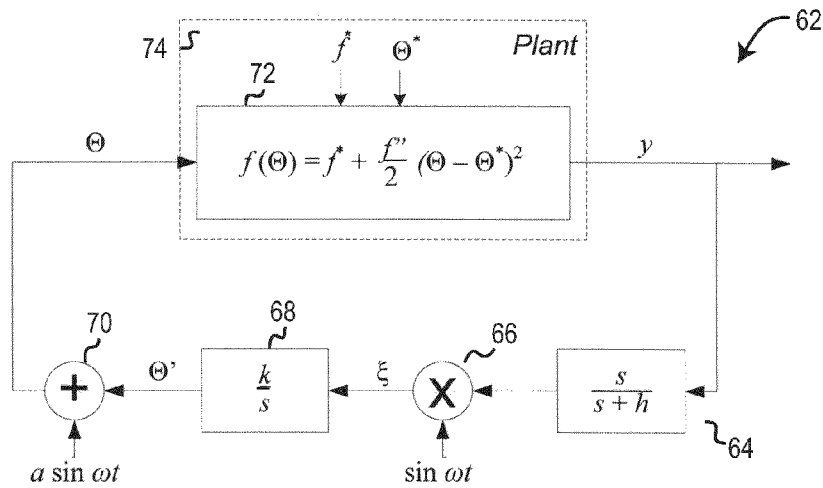 62
74
f*
Θ*
Plant
72
Θ
f(Θ) = f* + f''/2 (Θ – Θ*)²
y
70
68
66
Θ'
k/s
ξ
X
s/(s + h)
+
64
a sin ωt
sin ωt